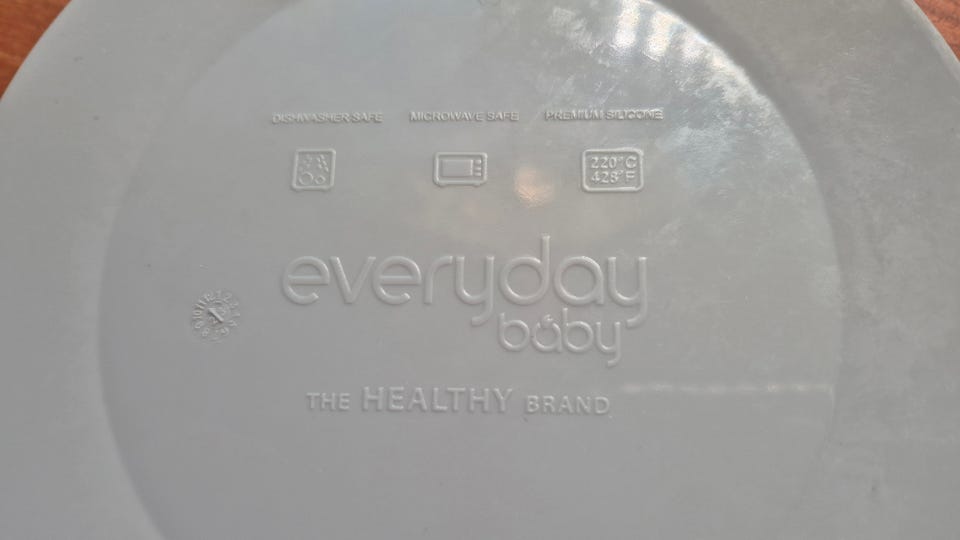 DISHWASHER SAFE MICROWAVE SAFE PREMIUM SILICONE
220°C
428°F
everyday
baby
THE HEALTHY BRAND